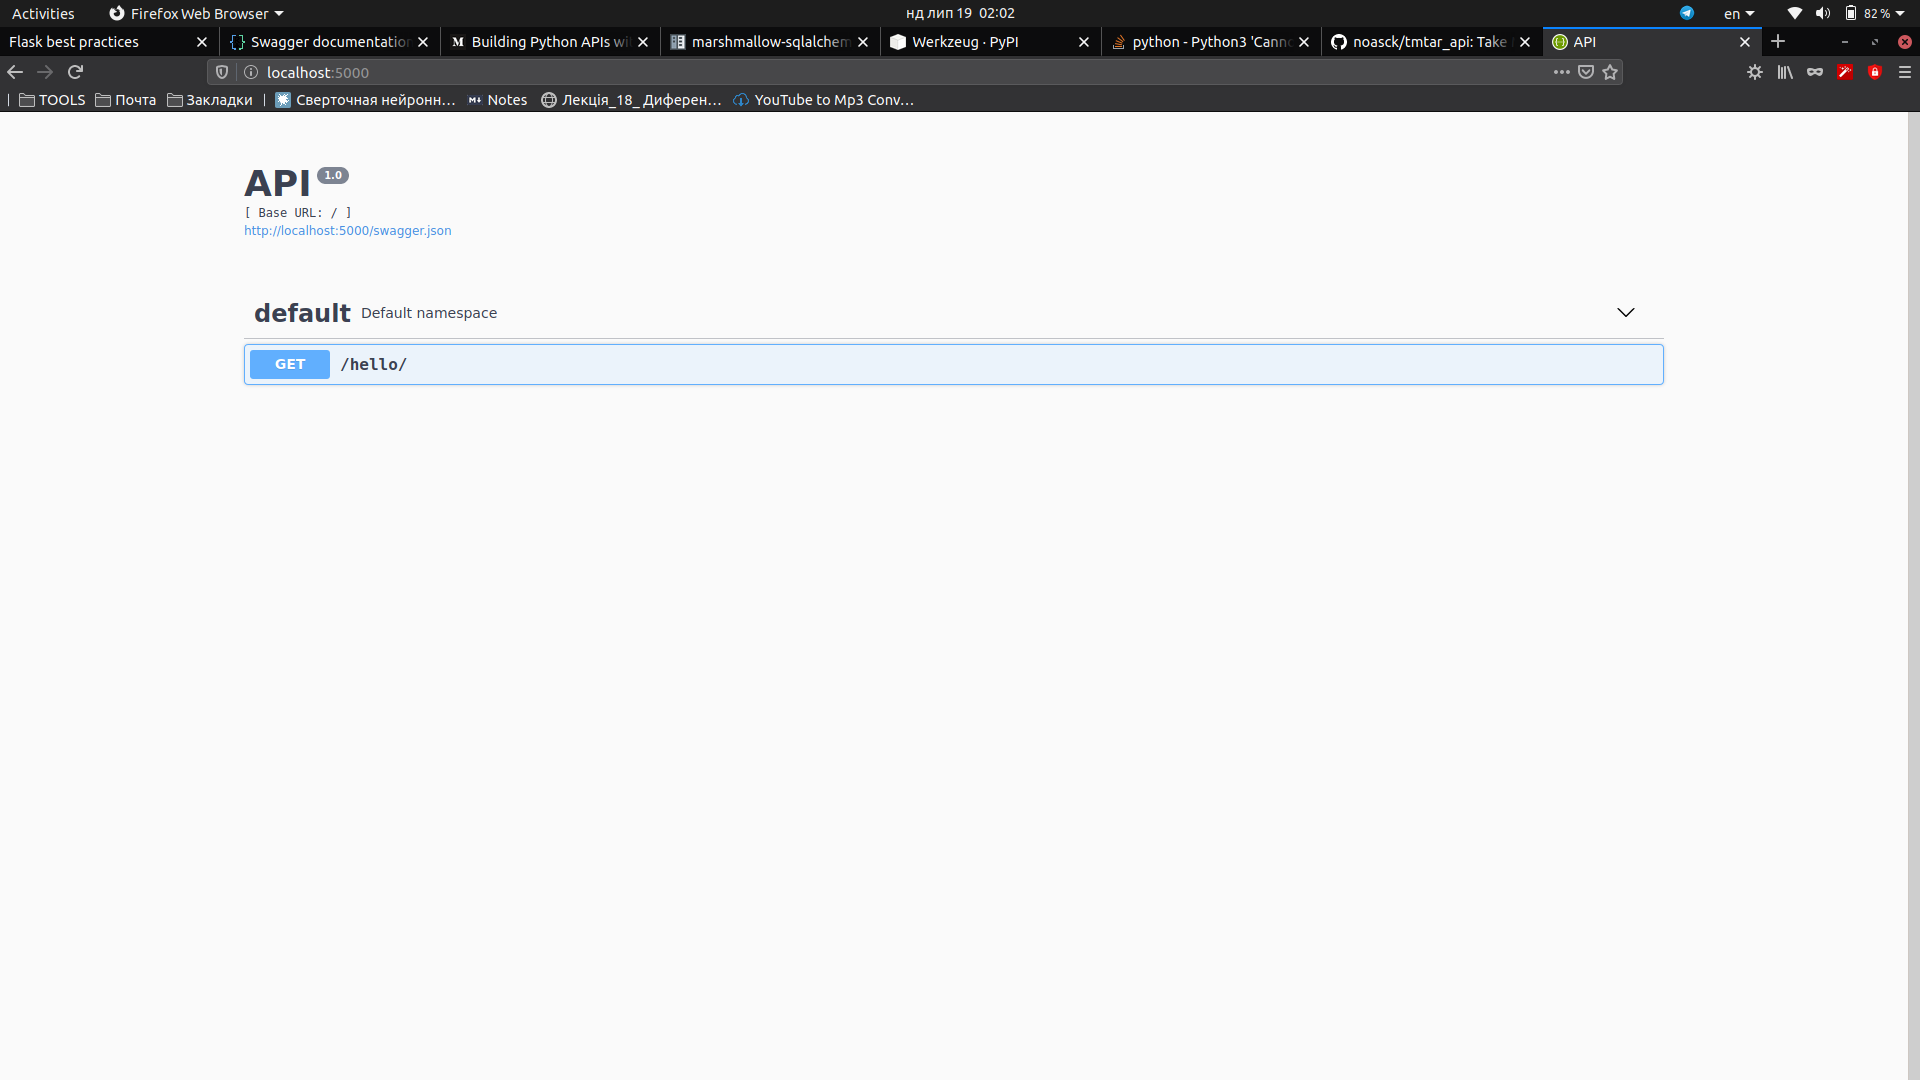 Activities Firefox Web Browser нд лип 19 02:02 en 82 %
Flask best practices Swagger documentation Building Python APIs wi marshmallow-sqlalchem Werkzeug · PyPI python - Python3 'Canno noasck/tmtar_api: Take API
localhost:5000
TOOLS Почта Закладки Сверточная нейронн… Notes Лекція_18_ Диферен… YouTube to Mp3 Conv…
API 1.0
[ Base URL: / ]
http://localhost:5000/swagger.json
default Default namespace
GET /hello/